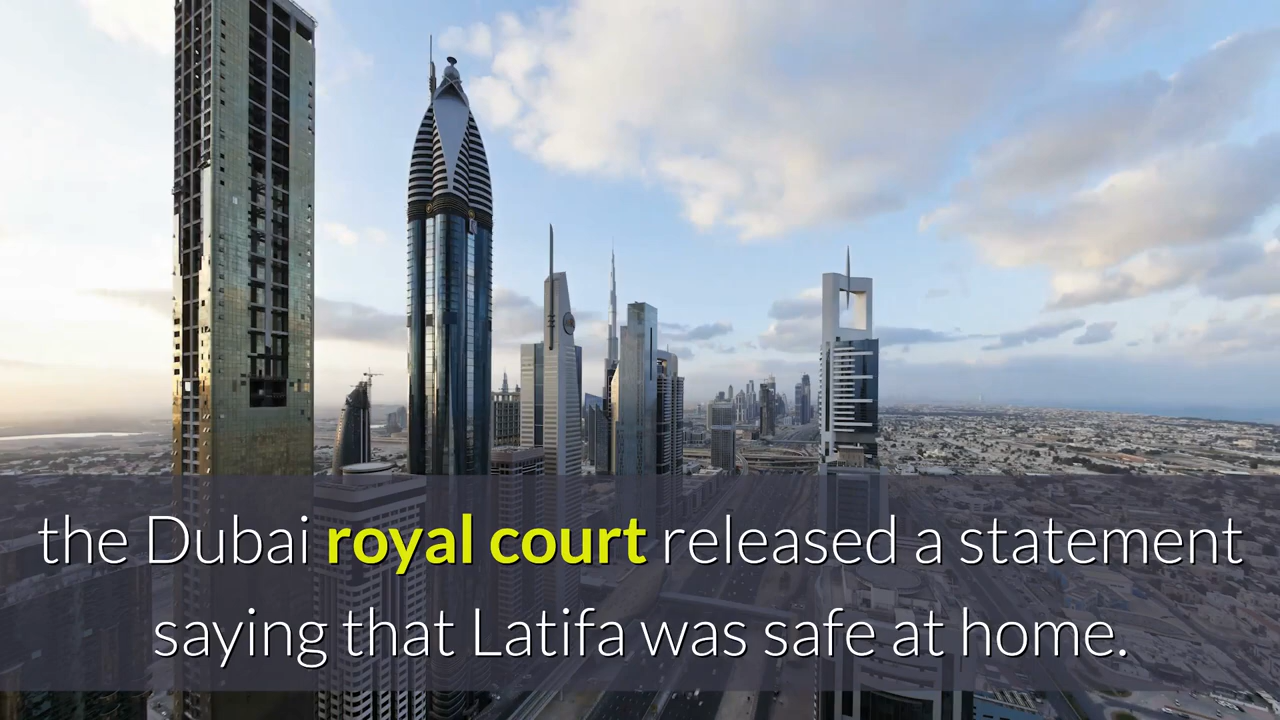 the Dubai royal court released a statement
saying that Latifa was safe at home.